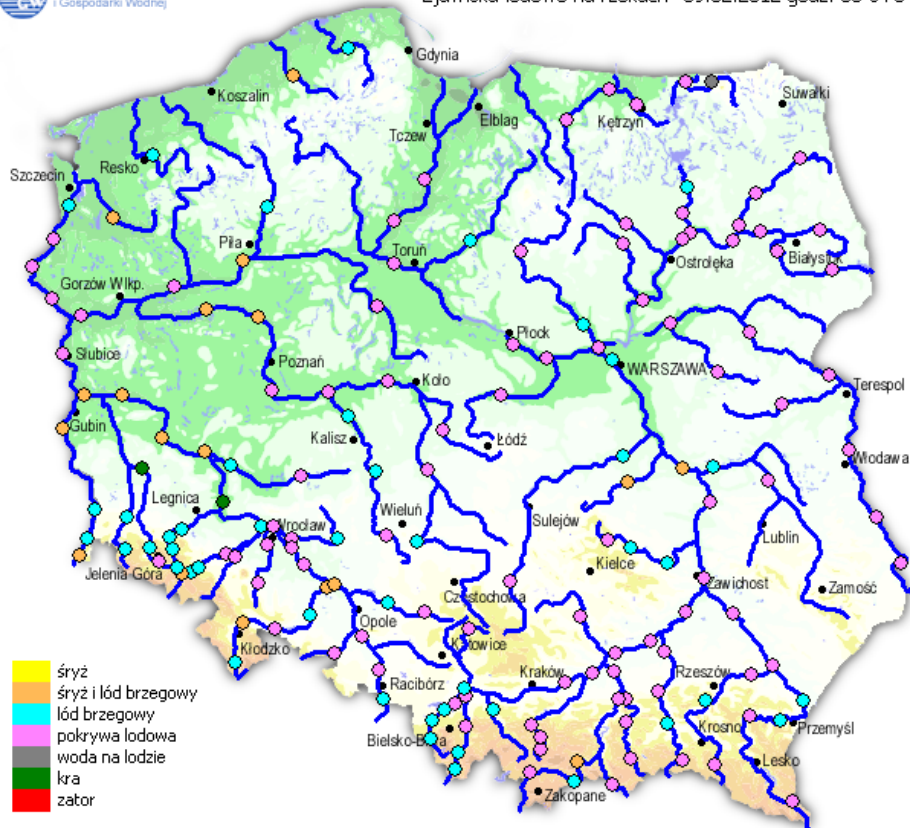 i Gospodarki Wodnej
Gdynia
Koszalin
Suwałki
Elbląg
Kętrzyn
Tczew
Resko
Szczecin
Piła
Toruń
Ostrołęka
Białystok
Gorzów Wlkp.
Płock
Słubice
Poznań
WARSZAWA
Koło
Terespol
Gubin
Kalisz
Łódź
Włodawa
Legnica
Wrocław
Wieluń
Sulejów
Lublin
Jelenia Góra
Kielce
Zawichost
Zamość
Częstochowa
Opole
Kłodzko
Katowice
Racibórz
Kraków
Rzeszów
Bielsko-Biała
Krosno
Przemyśl
Lesko
Zakopane
śryż
śryż i lód brzegowy
lód brzegowy
pokrywa lodowa
woda na lodzie
kra
zator